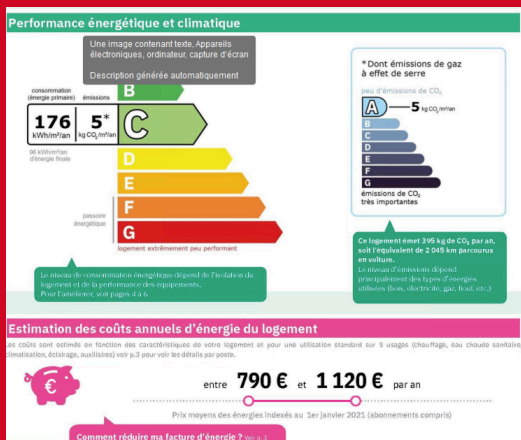 Performance énergétique et climatique
Une image contenant texte, Appareils
électroniques, ordinateur, capture d'écran
Description générée automatiquement
B
consommation
(énergie primaire)
émissions
176
kWh/m²/an
5*
kg CO₂/m²/an
C
96 kWh/m²/an
d'énergie finale
D
E
passoire
énergétique
F
G
logement extrêmement peu performant
Le niveau de consommation énergétique dépend de l'isolation du
logement et de la performance des équipements.
Pour l'améliorer, voir pages 4 à 6
*Dont émissions de gaz
à effet de serre
peu d'émissions de CO₂
A
5 kg CO₂/m²/an
B
C
D
E
F
G
émissions de CO₂
très importantes
Ce logement émet 395 kg de CO₂ par an,
soit l'équivalent de 2 045 km parcourus
en voiture.
Le niveau d'émissions dépend
principalement des types d'énergies
utilisées (bois, électricité, gaz, fioul, etc.)
Estimation des coûts annuels d'énergie du logement
Les coûts sont estimés en fonction des caractéristiques de votre logement et pour une utilisation standard sur 5 usages (chauffage, eau chaude sanitaire,
climatisation, éclairage, auxiliaires) voir p.3 pour voir les détails par poste.
€
entre 790 € et 1 120 € par an
Prix moyens des énergies indexés au 1er janvier 2021 (abonnements compris)
Comment réduire ma facture d'énergie ? Voir p. 3